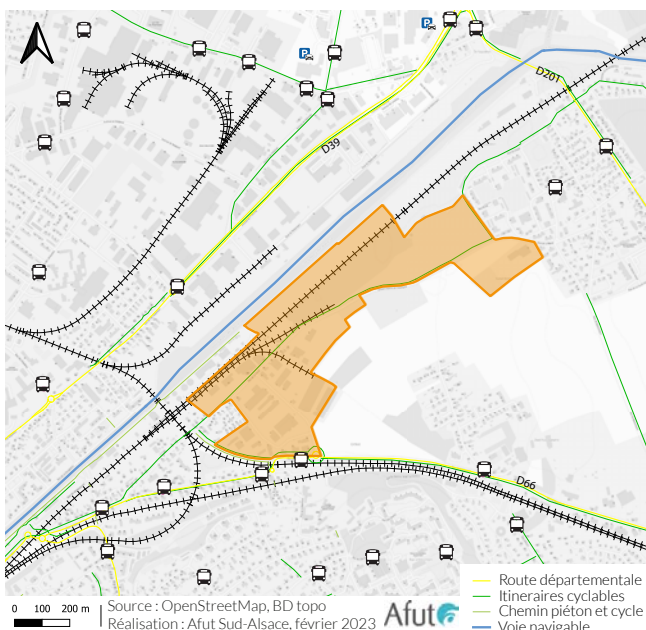 P
P
D201
D39
D66
Route départementale
Itineraires cyclables
Chemin piéton et cycle
Voie navigable
0 100 200 m
Source : OpenStreetMap, BD topo
Réalisation : Afut Sud-Alsace, février 2023
Afut